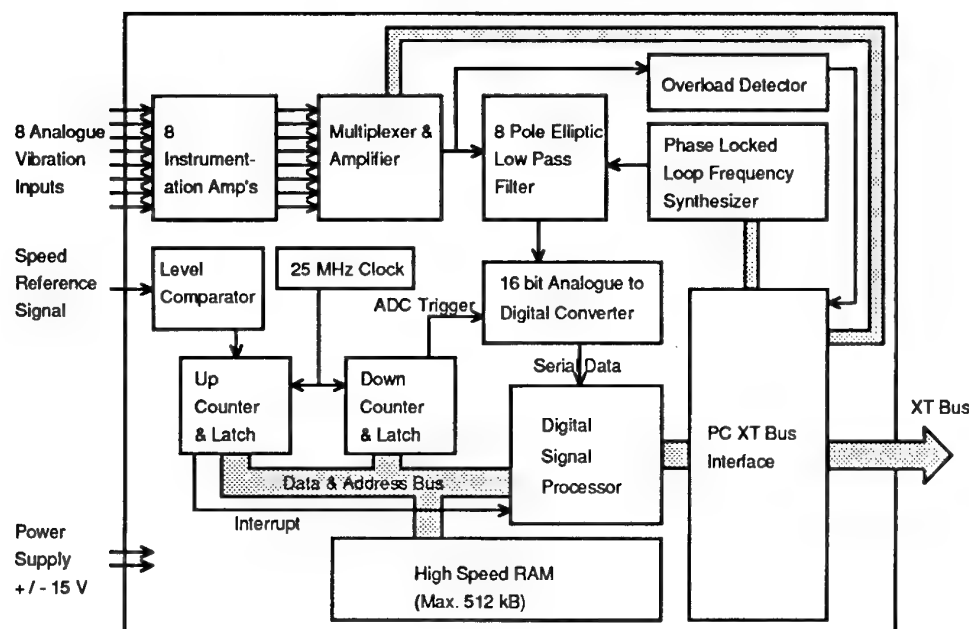 Overload Detector
8 Analogue
Vibration
Inputs
8
Instrument-
ation Amp's
Multiplexer &
Amplifier
8 Pole Elliptic
Low Pass
Filter
Phase Locked
Loop Frequency
Synthesizer
Speed
Reference
Signal
Level
Comparator
25 MHz Clock
ADC Trigger
16 bit Analogue to
Digital Converter
Serial Data
Up
Counter
& Latch
Down
Counter
& Latch
Digital
Signal
Processor
PC XT Bus
Interface
XT Bus
Data & Address Bus
Interrupt
Power
Supply
+ / - 15 V
High Speed RAM
(Max. 512 kB)